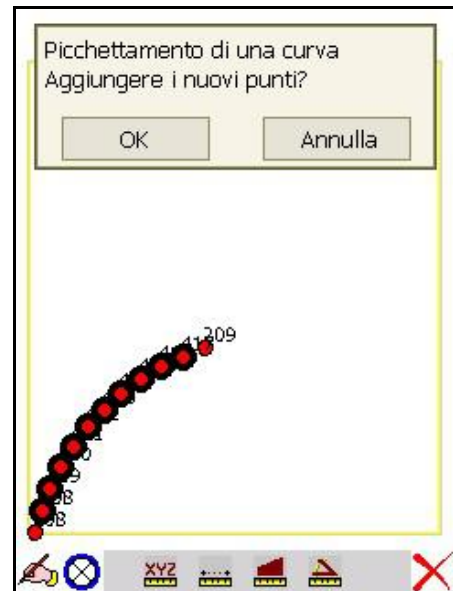 Picchettamento di una curva
Aggiungere i nuovi punti?
OK Annulla
209
XYZ